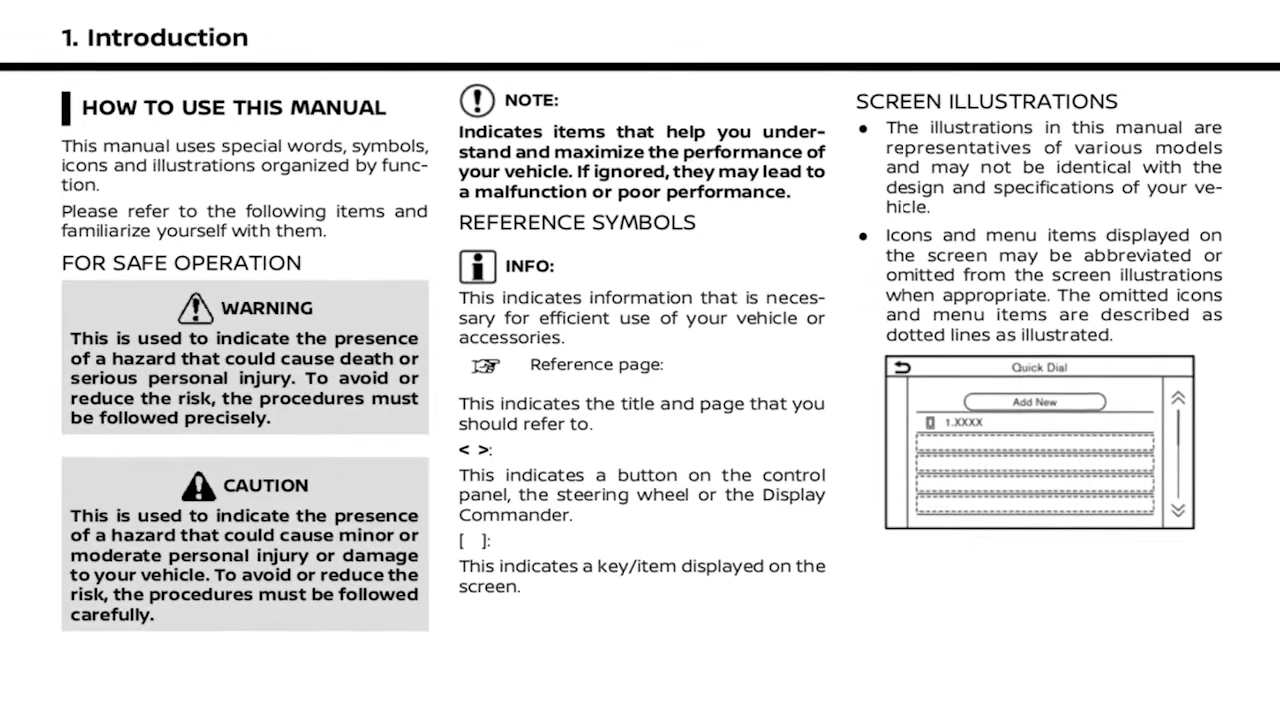 1. Introduction
HOW TO USE THIS MANUAL
This manual uses special words, symbols,
icons and illustrations organized by func-
tion.
Please refer to the following items and
familiarize yourself with them.
FOR SAFE OPERATION
WARNING
This is used to indicate the presence
of a hazard that could cause death or
serious personal injury. To avoid or
reduce the risk, the procedures must
be followed precisely.
CAUTION
This is used to indicate the presence
of a hazard that could cause minor or
moderate personal injury or damage
to your vehicle. To avoid or reduce the
risk, the procedures must be followed
carefully.
NOTE:
Indicates items that help you under-
stand and maximize the performance of
your vehicle. If ignored, they may lead to
a malfunction or poor performance.
REFERENCE SYMBOLS
INFO:
This indicates information that is neces-
sary for efficient use of your vehicle or
accessories.
Reference page:
This indicates the title and page that you
should refer to.
< >:
This indicates a button on the control
panel, the steering wheel or the Display
Commander.
[ ]:
This indicates a key/item displayed on the
screen.
SCREEN ILLUSTRATIONS
● The illustrations in this manual are
representatives of various models
and may not be identical with the
design and specifications of your ve-
hicle.
● Icons and menu items displayed on
the screen may be abbreviated or
omitted from the screen illustrations
when appropriate. The omitted icons
and menu items are described as
dotted lines as illustrated.
Quick Dial
Add New
1.XXXX